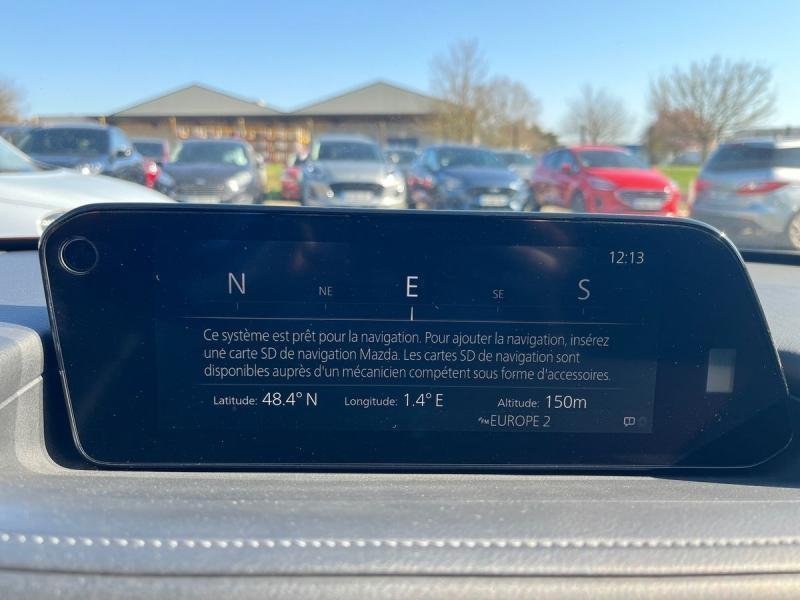 12:13
N NE E SE S
Ce système est prêt pour la navigation. Pour ajouter la navigation, insérez
une carte SD de navigation Mazda. Les cartes SD de navigation sont
disponibles auprès d'un mécanicien compétent sous forme d'accessoires.
Latitude: 48.4° N Longitude: 1.4° E Altitude: 150m
FM EUROPE 2